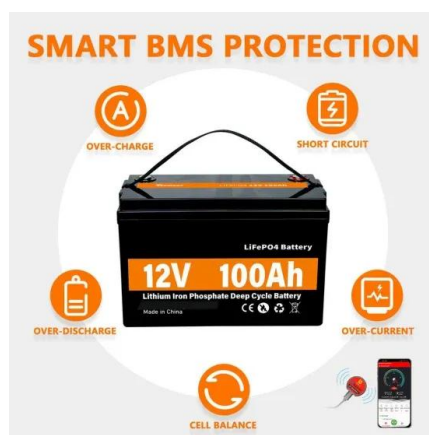 SMART BMS PROTECTION
A
OVER-CHARGE
SHORT CIRCUIT
LiFePO4 Battery
12V 100Ah
Lithium Iron Phosphate Deep Cycle Battery
Made in China
CE
OVER-DISCHARGE
OVER-CURRENT
CELL BALANCE